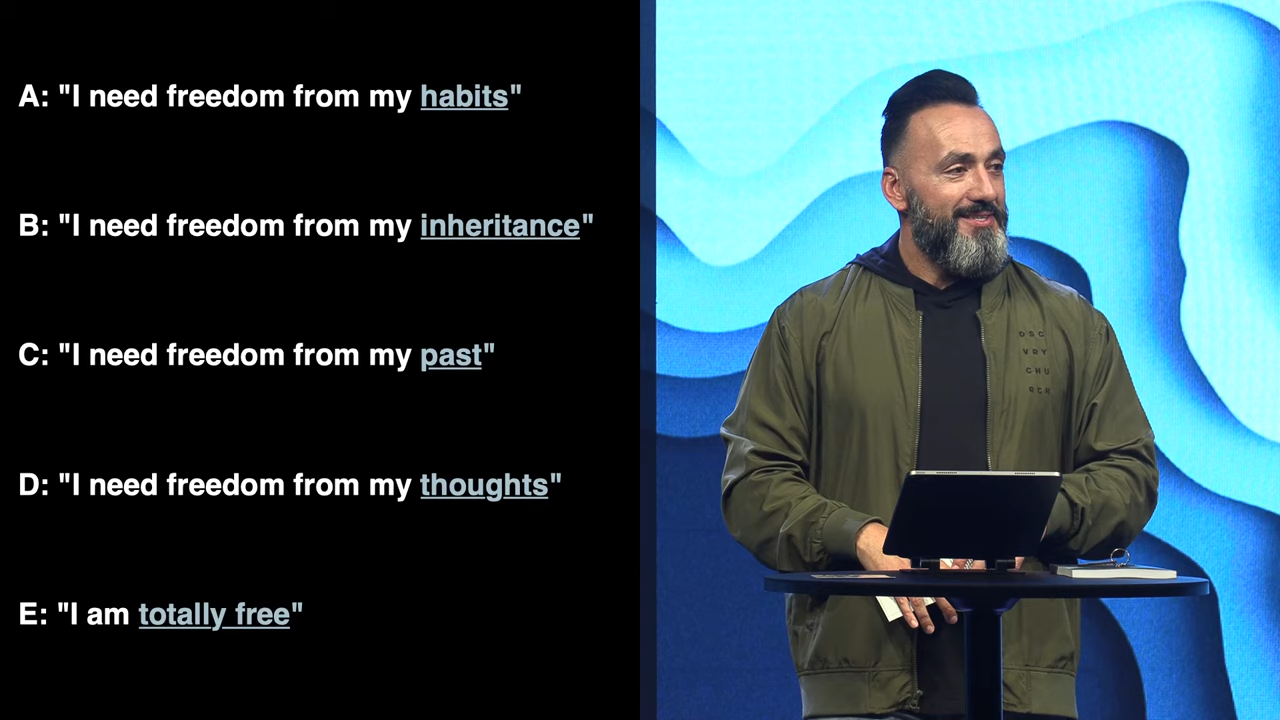 A: "I need freedom from my habits"
B: "I need freedom from my inheritance"
C: "I need freedom from my past"
D: "I need freedom from my thoughts"
E: "I am totally free"
DSC
VRY
CHU
RCH